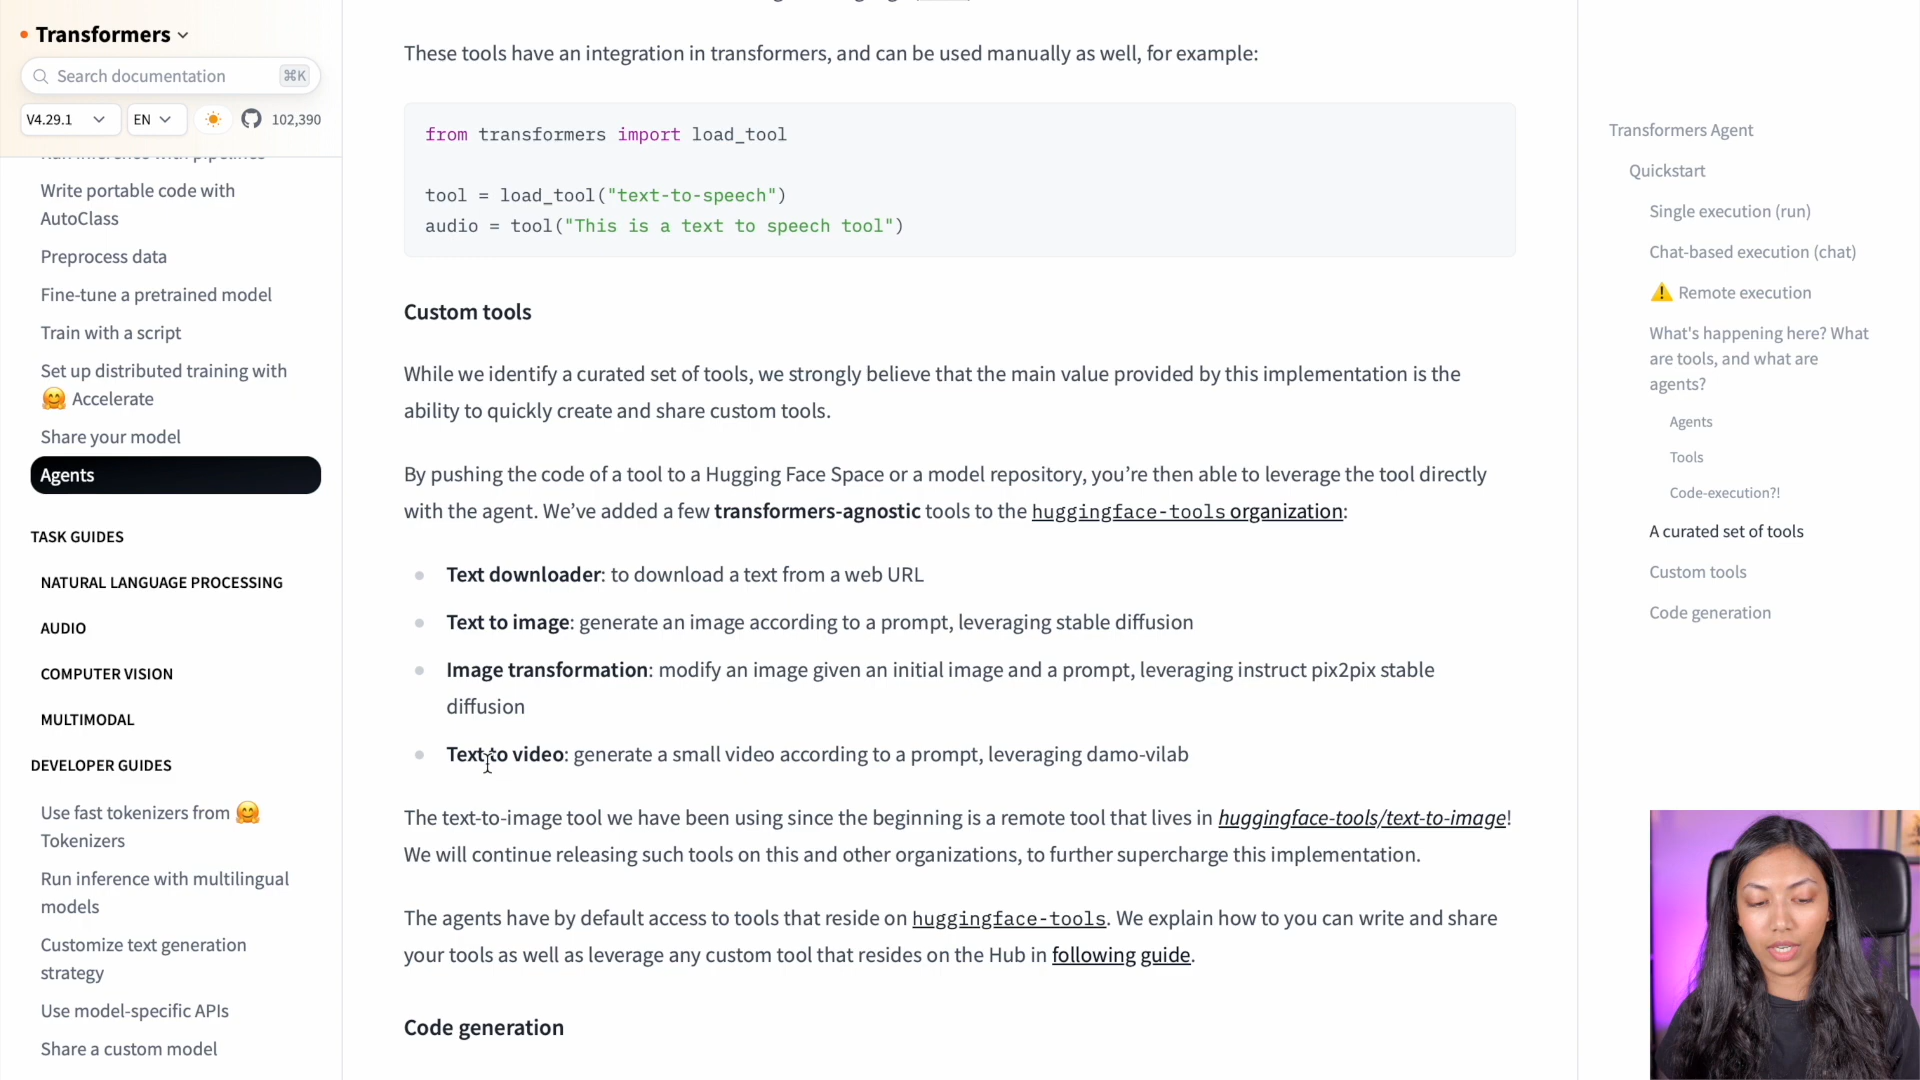 Transformers
Search documentation
⌘K
V4.29.1
EN
102,390
Run inference with pipelines
Write portable code with
AutoClass
Preprocess data
Fine-tune a pretrained model
Train with a script
Set up distributed training with
🤗 Accelerate
Share your model
Agents
TASK GUIDES
NATURAL LANGUAGE PROCESSING
AUDIO
COMPUTER VISION
MULTIMODAL
DEVELOPER GUIDES
Use fast tokenizers from 🤗
Tokenizers
Run inference with multilingual
models
Customize text generation
strategy
Use model-specific APIs
Share a custom model
These tools have an integration in transformers, and can be used manually as well, for example:
from transformers import load_tool
tool = load_tool("text-to-speech")
audio = tool("This is a text to speech tool")
Custom tools
While we identify a curated set of tools, we strongly believe that the main value provided by this implementation is the
ability to quickly create and share custom tools.
By pushing the code of a tool to a Hugging Face Space or a model repository, you’re then able to leverage the tool directly
with the agent. We’ve added a few transformers-agnostic tools to the huggingface-tools organization:
Text downloader: to download a text from a web URL
Text to image: generate an image according to a prompt, leveraging stable diffusion
Image transformation: modify an image given an initial image and a prompt, leveraging instruct pix2pix stable
diffusion
Text to video: generate a small video according to a prompt, leveraging damo-vilab
The text-to-image tool we have been using since the beginning is a remote tool that lives in huggingface-tools/text-to-image!
We will continue releasing such tools on this and other organizations, to further supercharge this implementation.
The agents have by default access to tools that reside on huggingface-tools. We explain how to you can write and share
your tools as well as leverage any custom tool that resides on the Hub in following guide.
Code generation
Transformers Agent
Quickstart
Single execution (run)
Chat-based execution (chat)
⚠️ Remote execution
What's happening here? What
are tools, and what are
agents?
Agents
Tools
Code-execution?!
A curated set of tools
Custom tools
Code generation